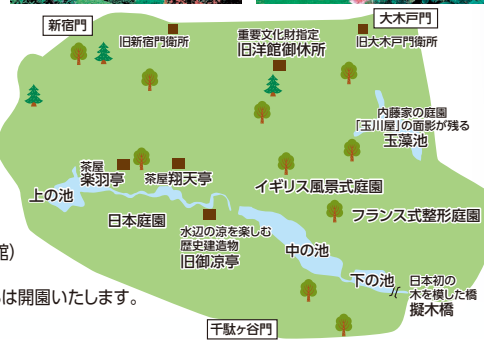 新宿門
大木戸門
旧新宿門衛所
重要文化財指定
旧洋館御休所
旧大木戸門衛所
内藤家の庭園
「玉川屋」の面影が残る
玉藻池
茶屋
楽羽亭
茶屋翔天亭
イギリス風景式庭園
上の池
日本庭園
フランス式整形庭園
水辺の涼を楽しむ
歴史建造物
旧御凉亭
中の池
下の池
日本初の
木を模した橋
擬木橋
館)
は開園いたします。
千駄ヶ谷門